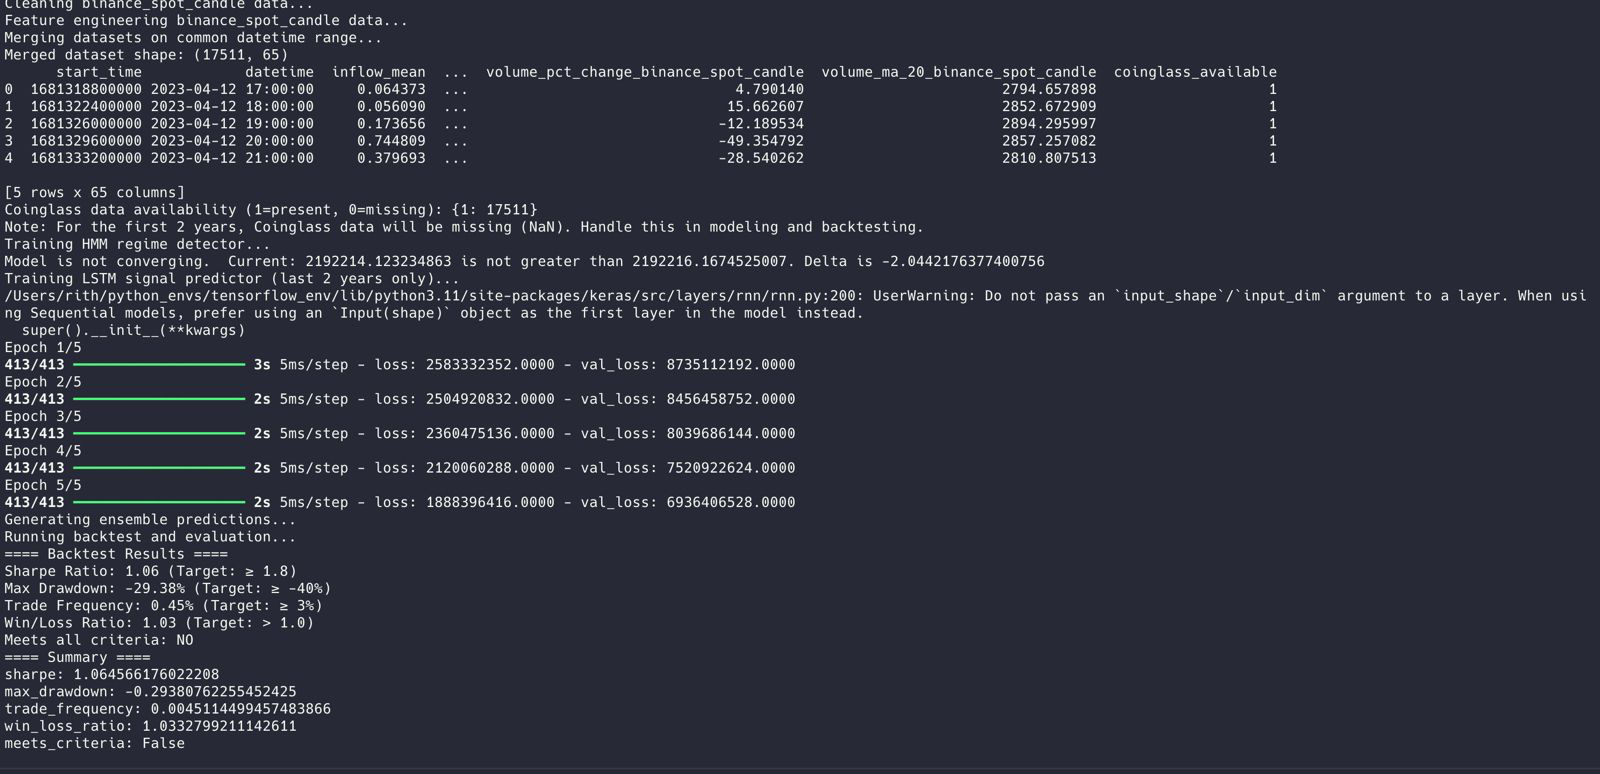 Cleaning binance_spot_candle data...
Feature engineering binance_spot_candle data...
Merging datasets on common datetime range...
Merged dataset shape: (17511, 65)
start_time datetime inflow_mean ... volume_pct_change_binance_spot_candle volume_ma_20_binance_spot_candle coinglass_available
0 1681318800000 2023-04-12 17:00:00 0.064373 ... 4.790140 2794.657898 1
1 1681322400000 2023-04-12 18:00:00 0.056090 ... 15.662607 2852.672909 1
2 1681326000000 2023-04-12 19:00:00 0.173656 ... -12.189534 2894.295997 1
3 1681329600000 2023-04-12 20:00:00 0.744809 ... -49.354792 2857.257082 1
4 1681333200000 2023-04-12 21:00:00 0.379693 ... -28.540262 2810.807513 1
[5 rows x 65 columns]
Coinglass data availability (1=present, 0=missing): {1: 17511}
Note: For the first 2 years, Coinglass data will be missing (NaN). Handle this in modeling and backtesting.
Training HMM regime detector...
Model is not converging.  Current: 2192214.123234863 is not greater than 2192216.1674525007. Delta is -2.0442176377400756
Training LSTM signal predictor (last 2 years only)...
/Users/rith/python_envs/tensorflow_env/lib/python3.11/site-packages/keras/src/layers/rnn/rnn.py:200: UserWarning: Do not pass an `input_shape`/`input_dim` argument to a layer. When usi
ng Sequential models, prefer using an `Input(shape)` object as the first layer in the model instead.
super().__init__(**kwargs)
Epoch 1/5
413/413 ━━━━━━━━━━━━━━━━━━━━ 3s 5ms/step - loss: 2583332352.0000 - val_loss: 8735112192.0000
Epoch 2/5
413/413 ━━━━━━━━━━━━━━━━━━━━ 2s 5ms/step - loss: 2504920832.0000 - val_loss: 8456458752.0000
Epoch 3/5
413/413 ━━━━━━━━━━━━━━━━━━━━ 2s 5ms/step - loss: 2360475136.0000 - val_loss: 8039686144.0000
Epoch 4/5
413/413 ━━━━━━━━━━━━━━━━━━━━ 2s 5ms/step - loss: 2120060288.0000 - val_loss: 7520922624.0000
Epoch 5/5
413/413 ━━━━━━━━━━━━━━━━━━━━ 2s 5ms/step - loss: 1888396416.0000 - val_loss: 6936406528.0000
Generating ensemble predictions...
Running backtest and evaluation...
==== Backtest Results ====
Sharpe Ratio: 1.06 (Target: ≥ 1.8)
Max Drawdown: -29.38% (Target: ≥ -40%)
Trade Frequency: 0.45% (Target: ≥ 3%)
Win/Loss Ratio: 1.03 (Target: > 1.0)
Meets all criteria: NO
==== Summary ====
sharpe: 1.064566176022208
max_drawdown: -0.29380762255452425
trade_frequency: 0.0045114499457483866
win_loss_ratio: 1.0332799211142611
meets_criteria: False